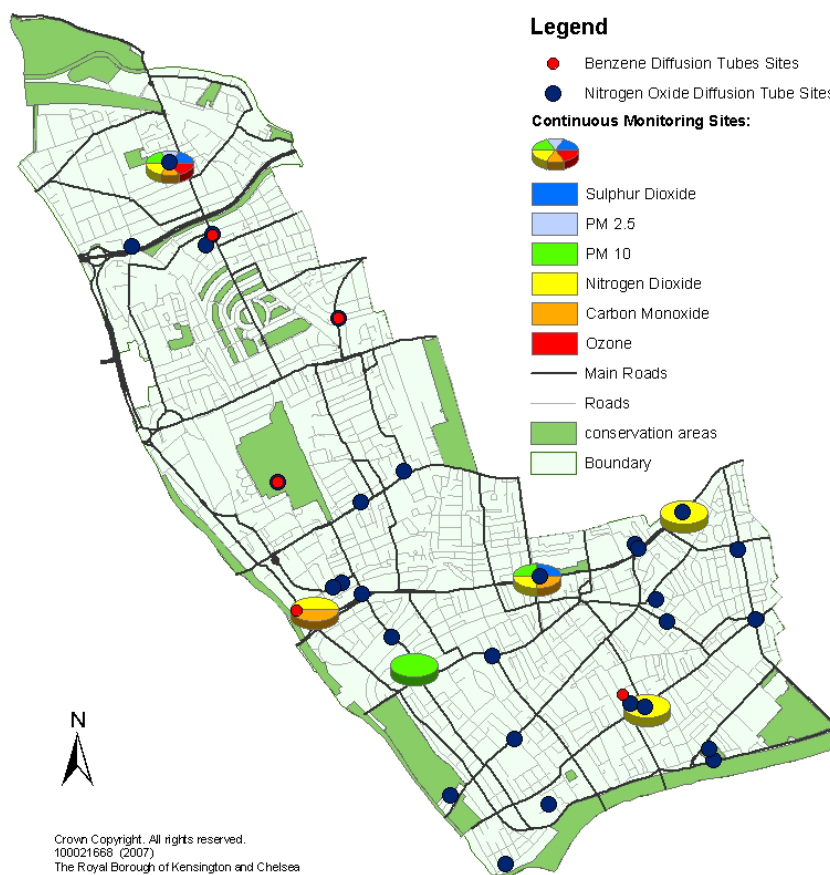 Legend
Benzene Diffusion Tubes Sites
Nitrogen Oxide Diffusion Tube Sites
Continuous Monitoring Sites:
Sulphur Dioxide
PM 2.5
PM 10
Nitrogen Dioxide
Carbon Monoxide
Ozone
Main Roads
Roads
conservation areas
Boundary
N
Crown Copyright. All rights reserved.
100021668 (2007)
The Royal Borough of Kensington and Chelsea